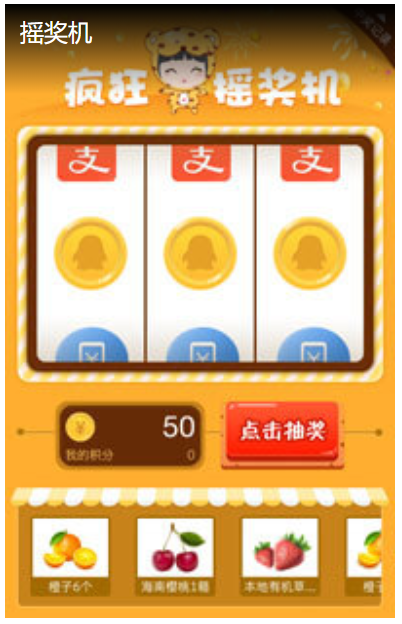 摇奖机
疯狂 摇奖机
支 支 支
50
我的积分 0
点击抽奖
橙子6个 海南樱桃1箱 本地有机草...